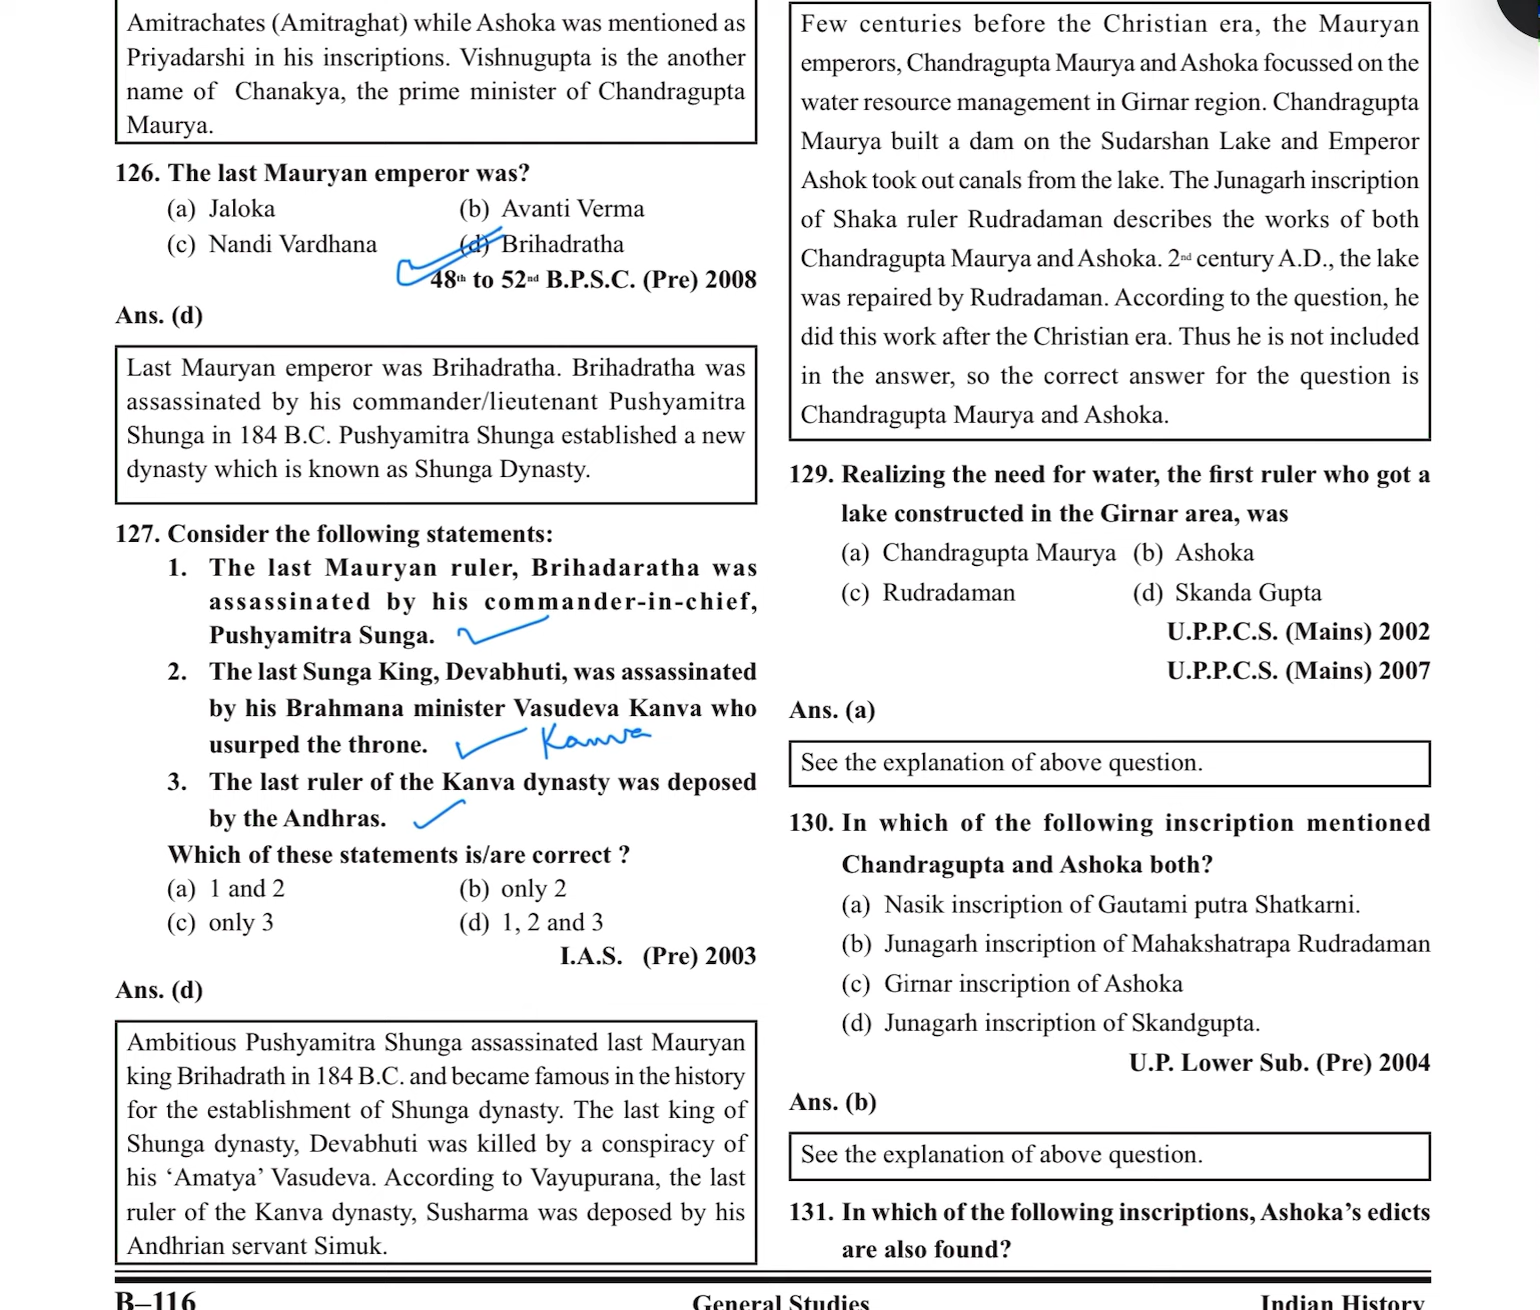 Amitrachates (Amitraghat) while Ashoka was mentioned as
Priyadarshi in his inscriptions. Vishnugupta is the another
name of Chanakya, the prime minister of Chandragupta
Maurya.
126. The last Mauryan emperor was?
(a) Jaloka (b) Avanti Verma
(c) Nandi Vardhana (d) Brihadratha
48th to 52nd B.P.S.C. (Pre) 2008
Ans. (d)
Last Mauryan emperor was Brihadratha. Brihadratha was
assassinated by his commander/lieutenant Pushyamitra
Shunga in 184 B.C. Pushyamitra Shunga established a new
dynasty which is known as Shunga Dynasty.
127. Consider the following statements:
1. The last Mauryan ruler, Brihadaratha was
assassinated by his commander-in-chief,
Pushyamitra Sunga.
2. The last Sunga King, Devabhuti, was assassinated
by his Brahmana minister Vasudeva Kanva who
usurped the throne. Kanva
3. The last ruler of the Kanva dynasty was deposed
by the Andhras.
Which of these statements is/are correct ?
(a) 1 and 2 (b) only 2
(c) only 3 (d) 1, 2 and 3
I.A.S. (Pre) 2003
Ans. (d)
Ambitious Pushyamitra Shunga assassinated last Mauryan
king Brihadrath in 184 B.C. and became famous in the history
for the establishment of Shunga dynasty. The last king of
Shunga dynasty, Devabhuti was killed by a conspiracy of
his ‘Amatya’ Vasudeva. According to Vayupurana, the last
ruler of the Kanva dynasty, Susharma was deposed by his
Andhrian servant Simuk.
Few centuries before the Christian era, the Mauryan
emperors, Chandragupta Maurya and Ashoka focussed on the
water resource management in Girnar region. Chandragupta
Maurya built a dam on the Sudarshan Lake and Emperor
Ashok took out canals from the lake. The Junagarh inscription
of Shaka ruler Rudradaman describes the works of both
Chandragupta Maurya and Ashoka. 2nd century A.D., the lake
was repaired by Rudradaman. According to the question, he
did this work after the Christian era. Thus he is not included
in the answer, so the correct answer for the question is
Chandragupta Maurya and Ashoka.
129. Realizing the need for water, the first ruler who got a
lake constructed in the Girnar area, was
(a) Chandragupta Maurya (b) Ashoka
(c) Rudradaman (d) Skanda Gupta
U.P.P.C.S. (Mains) 2002
U.P.P.C.S. (Mains) 2007
Ans. (a)
See the explanation of above question.
130. In which of the following inscription mentioned
Chandragupta and Ashoka both?
(a) Nasik inscription of Gautami putra Shatkarni.
(b) Junagarh inscription of Mahakshatrapa Rudradaman
(c) Girnar inscription of Ashoka
(d) Junagarh inscription of Skandgupta.
U.P. Lower Sub. (Pre) 2004
Ans. (b)
See the explanation of above question.
131. In which of the following inscriptions, Ashoka’s edicts
are also found?
B–116 General Studies Indian History